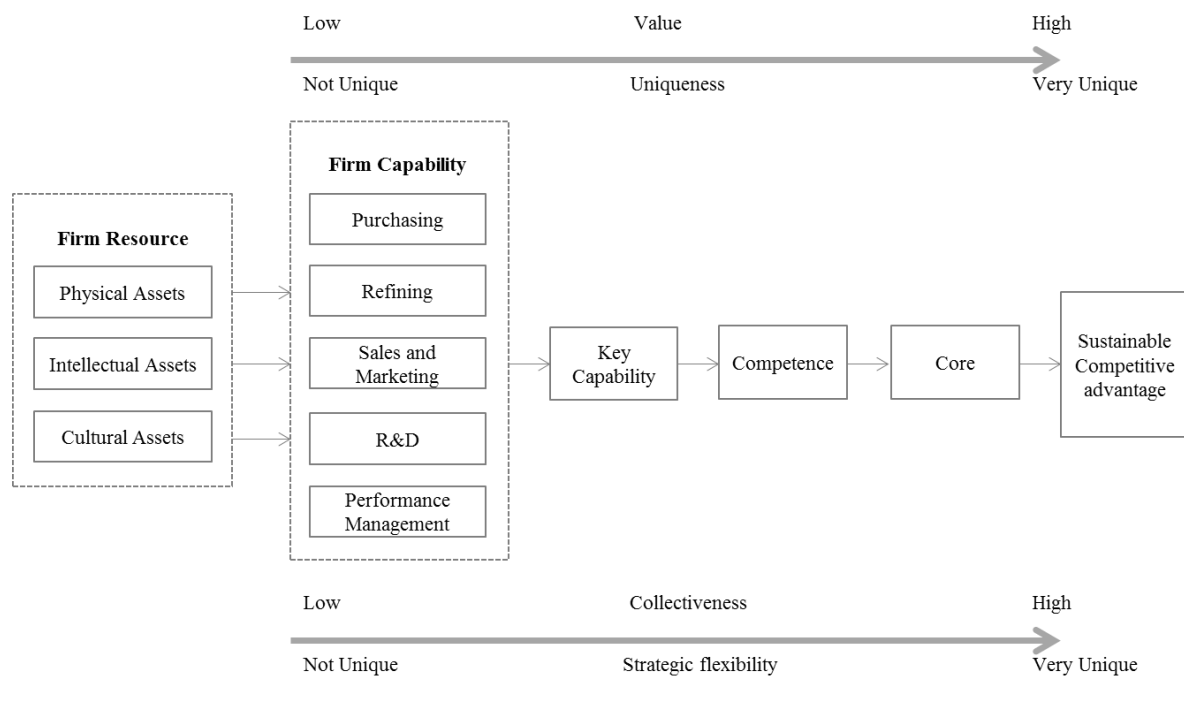 Low Value High
Not Unique Uniqueness Very Unique
Firm Resource
Physical Assets
Intellectual Assets
Cultural Assets
Firm Capability
Purchasing
Refining
Sales and
Marketing
R&D
Performance
Management
Key
Capability
Competence
Core
Sustainable
Competitive
advantage
Low Collectiveness High
Not Unique Strategic flexibility Very Unique